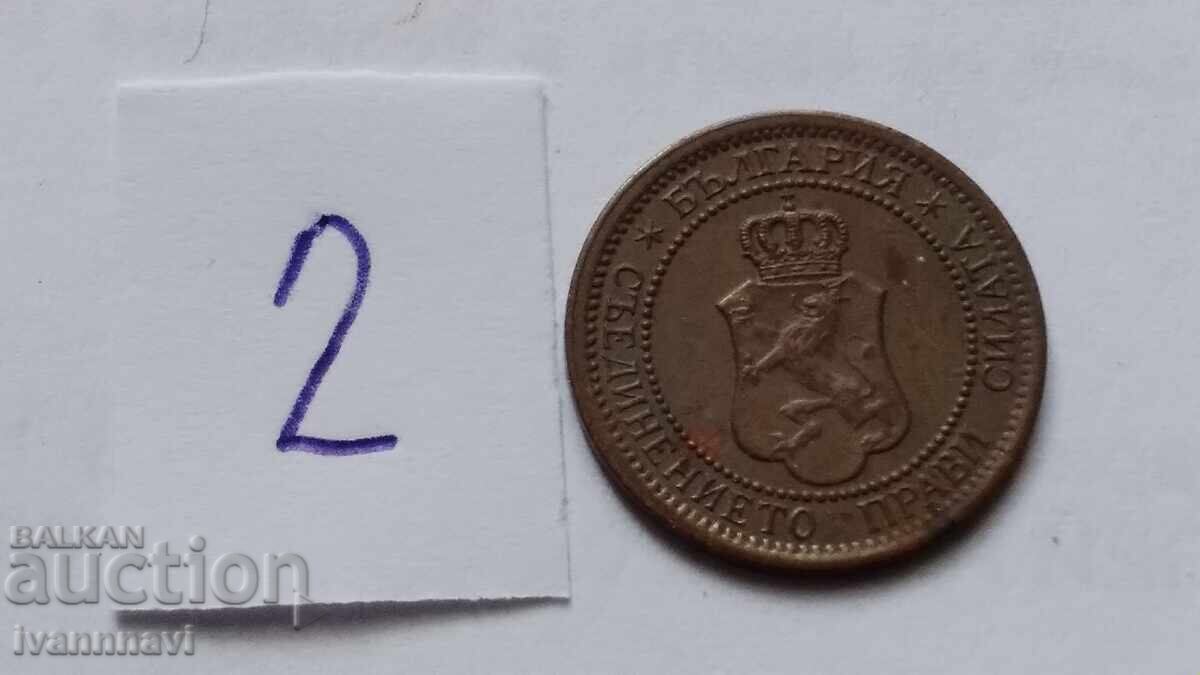 2
* БЪЛГАРИЯ *
СЪЕДИНЕНИЕТО ПРАВИ СИЛАТА
BALKAN
auction
ivannnavi